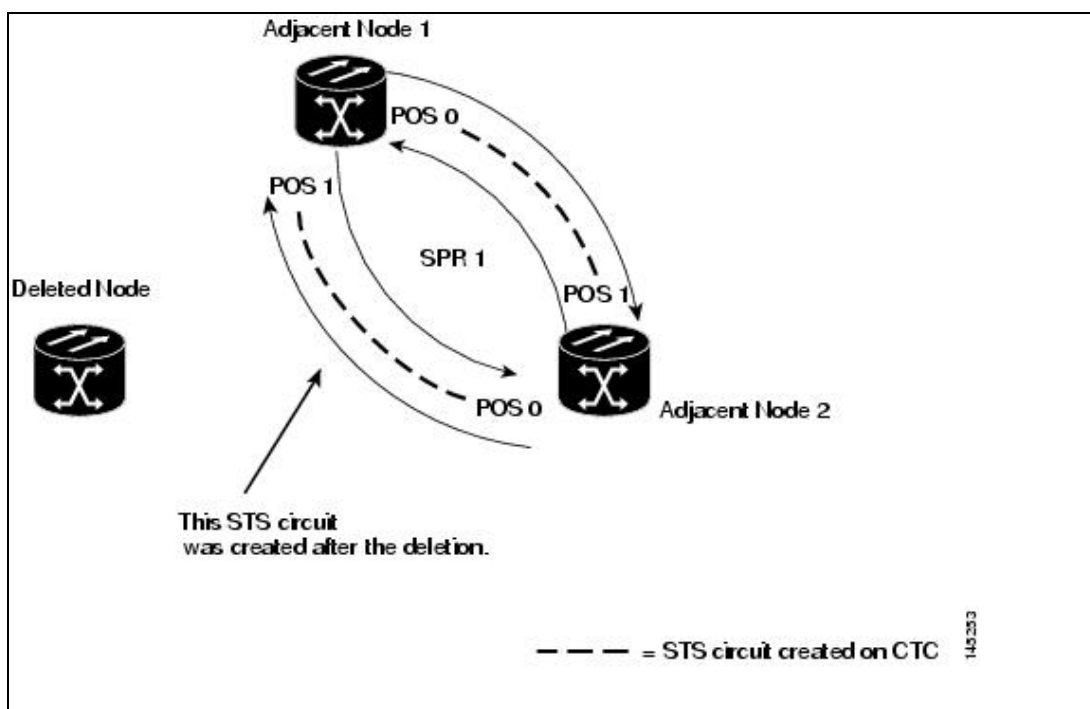 Adjacent Node 1
POS 0
POS 1
SPR 1
Deleted Node
POS 1
POS 0
Adjacent Node 2
This STS circuit
was created after the deletion.
= STS circuit created on CTC
145253